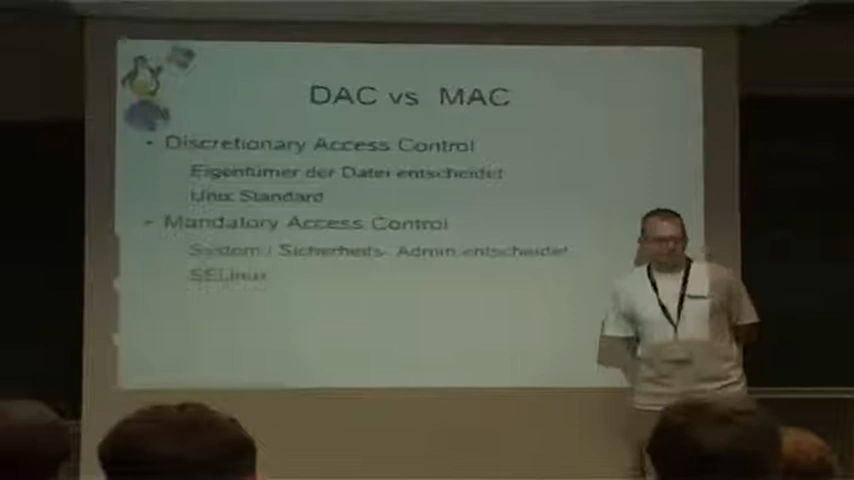 DAC vs MAC
• Discretionary Access Control
Eigentümer der Datei entscheidet
Unix Standard
• Mandatory Access Control
System / Sicherheits- Admin entscheidet
SELinux